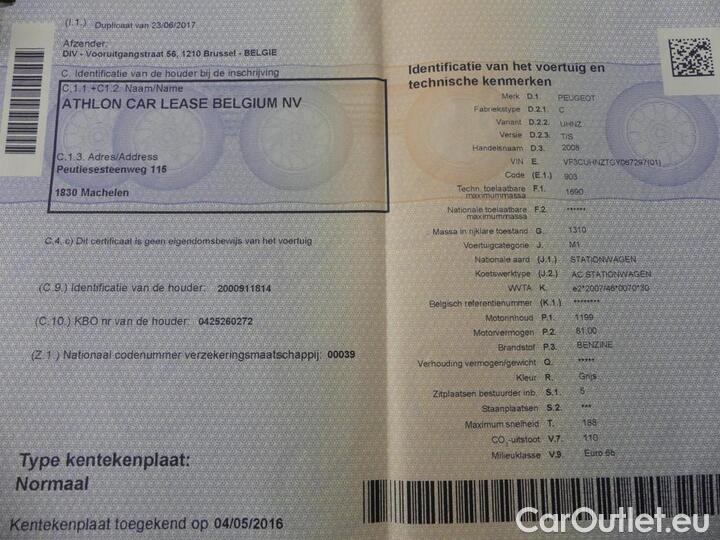 (I.1.) Duplicaat van 23/06/2017
Afzender:
DIV - Vooruitgangstraat 56, 1210 Brussel - BELGIE
C. Identificatie van de houder bij de inschrijving
C.1.1.+C1.2. Naam/Name
ATHLON CAR LEASE BELGIUM NV
C.1.3. Adres/Address
Peutiesesteenweg 115
1830 Machelen
C.4. c) Dit certificaat is geen eigendomsbewijs van het voertuig
(C.9.) Identificatie van de houder: 2000911814
(C.10.) KBO nr van de houder: 0425260272
(Z.1.) Nationaal codenummer verzekeringsmaatschappij: 00039
Type kentekenplaat:
Normaal
Kentekenplaat toegekend op 04/05/2016
Identificatie van het voertuig en
technische kenmerken
Merk D.1. PEUGEOT
Fabriekstype D.2.1. C
Variant D.2.2. UHNZ
Versie D.2.3. T/S
Handelsnaam D.3. 2008
VIN E. VF3CUHNZTGY067297(01)
Code (E.1.) 903
Techn. toelaatbare F.1. 1690
maximummassa
Nationale toelaatbare F.2. ******
maximummassa
Massa in rijklare toestand G. 1310
Voertuigcategorie J. M1
Nationale aard (J.1.) STATIONWAGEN
Koetswerktype (J.2.) AC STATIONWAGEN
WVTA K. e2*2007/46*0070*30
Belgisch referentienummer (K.1.) ********
Motorinhoud P.1. 1199
Motorvermogen P.2. 81.00
Brandstof P.3. BENZINE
Verhouding vermogen/gewicht Q. *****
Kleur R. Grijs
Zitplaatsen bestuurder inb. S.1. 5
Staanplaatsen S.2. ***
Maximum snelheid T. 188
CO₂-uitstoot V.7. 110
Milieuklasse V.9. Euro 6b
CarOutlet.eu